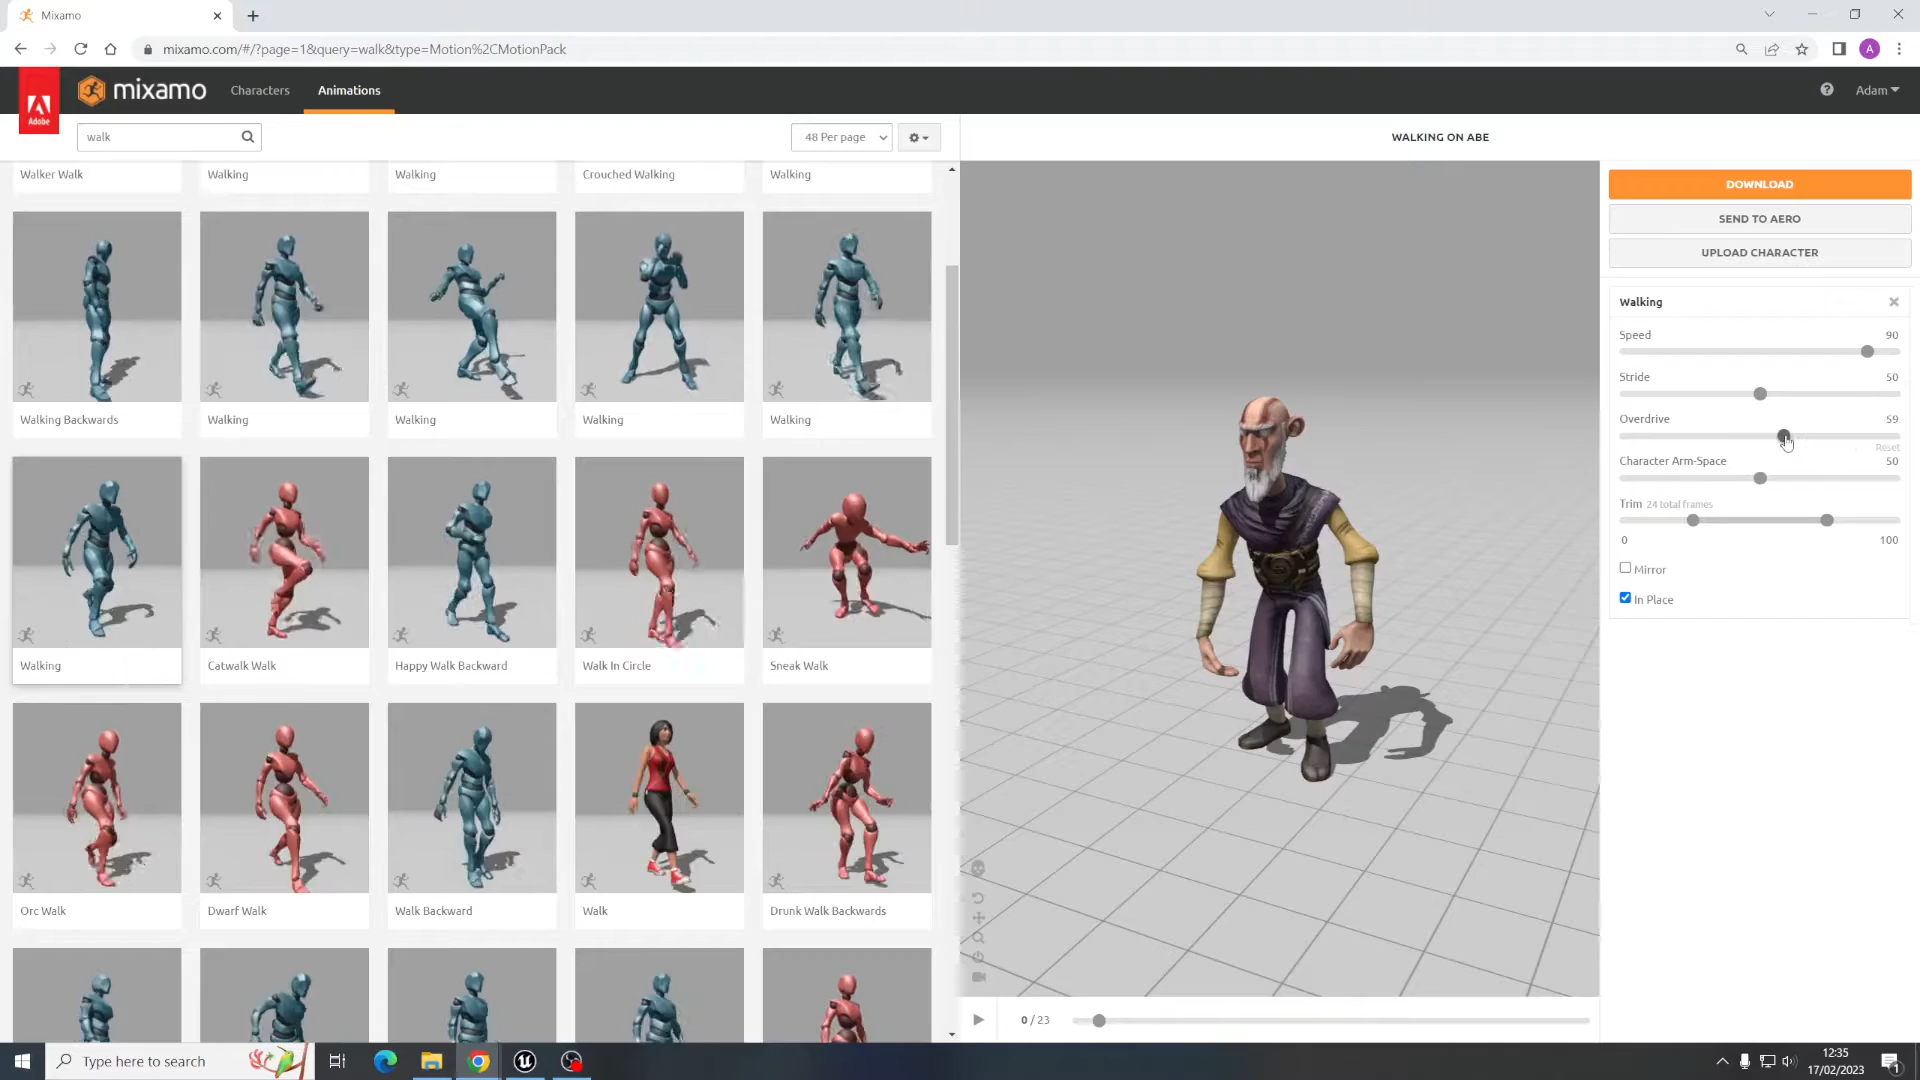 Mixamo
mixamo.com/#/?page=1&query=walk&type=Motion%2CMotionPack
A
Adobe
mixamo
Characters
Animations
Adam
walk
48 Per page
WALKING ON ABE
Walker Walk
Walking
Walking
Crouched Walking
Walking
DOWNLOAD
SEND TO AERO
UPLOAD CHARACTER
Walking
Speed 90
Stride 50
Overdrive 59
Reset
Character Arm-Space 50
Trim 24 total frames
0 100
Mirror
In Place
Walking Backwards
Walking
Walking
Walking
Walking
Walking
Catwalk Walk
Happy Walk Backward
Walk In Circle
Sneak Walk
Orc Walk
Dwarf Walk
Walk Backward
Walk
Drunk Walk Backwards
0 / 23
Type here to search
12:35
17/02/2023
1